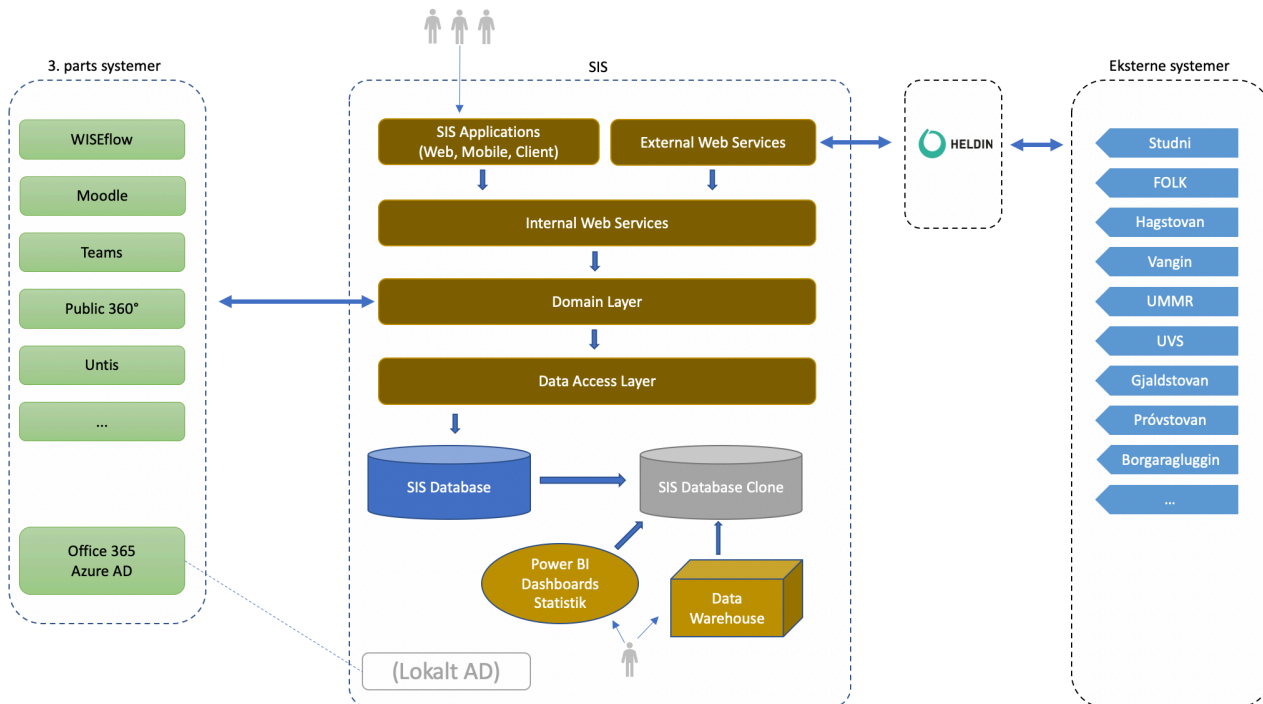 3. parts systemer
WISEflow
Moodle
Teams
Public 360°
Untis
...
Office 365
Azure AD
SIS
SIS Applications
(Web, Mobile, Client)
External Web Services
Internal Web Services
Domain Layer
Data Access Layer
SIS Database
SIS Database Clone
Power BI
Dashboards
Statistik
Data
Warehouse
(Lokalt AD)
HELDIN
Eksterne systemer
Studni
FOLK
Hagstovan
Vangin
UMMR
UVS
Gjaldstovan
Próvstovan
Borgaragluggin
...